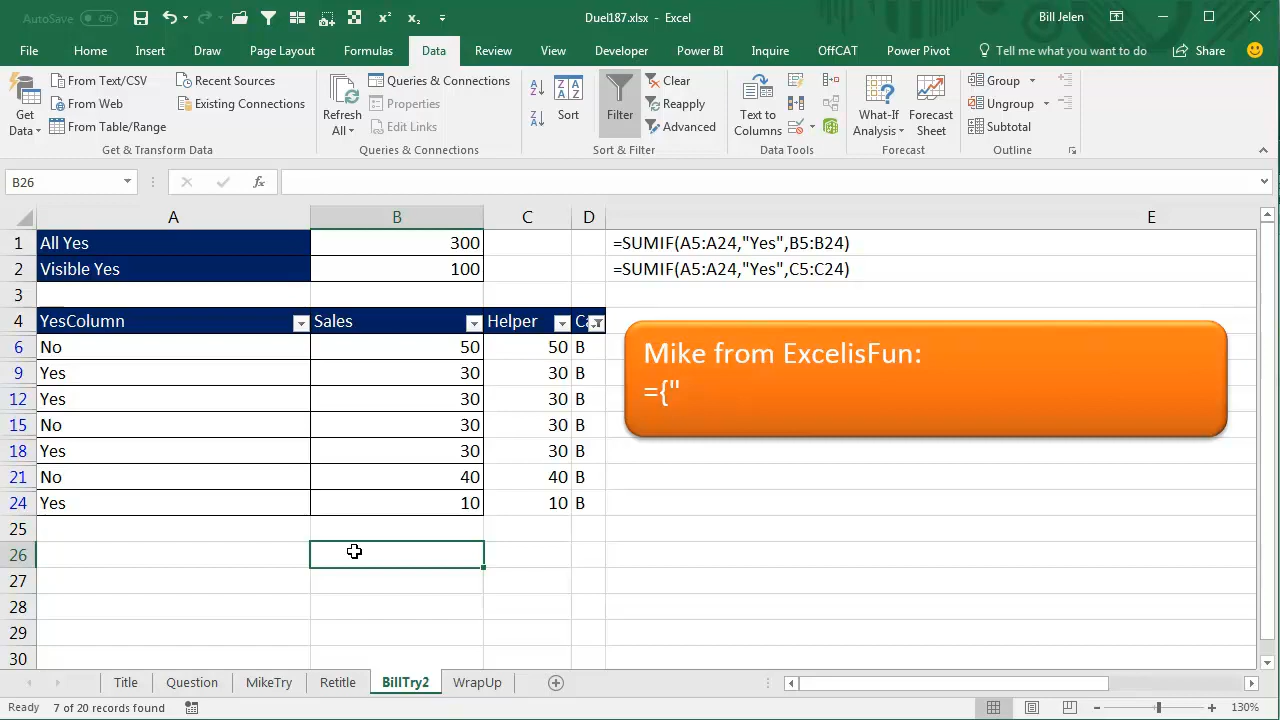 AutoSave Off
Duel187.xlsx - Excel
Bill Jelen
File Home Insert Draw Page Layout Formulas Data Review View Developer Power BI Inquire OffCAT Power Pivot Tell me what you want to do Share
Get Data
From Text/CSV
From Web
From Table/Range
Recent Sources
Existing Connections
Get & Transform Data
Refresh All
Queries & Connections
Properties
Edit Links
Queries & Connections
Sort
Filter
Clear
Reapply
Advanced
Sort & Filter
Text to Columns
Data Tools
What-If Analysis
Forecast Sheet
Forecast
Group
Ungroup
Subtotal
Outline
B26
fx
A B C D E
1 All Yes 300 =SUMIF(A5:A24,"Yes",B5:B24)
2 Visible Yes 100 =SUMIF(A5:A24,"Yes",C5:C24)
3
4 YesColumn Sales Helper Ca
6 No 50 50 B
9 Yes 30 30 B
12 Yes 30 30 B
15 No 30 30 B
18 Yes 30 30 B
21 No 40 40 B
24 Yes 10 10 B
25
26
27
28
29
30
Mike from ExcelisFun:
={"
Title Question MikeTry Retitle BillTry2 WrapUp
Ready 7 of 20 records found 130%